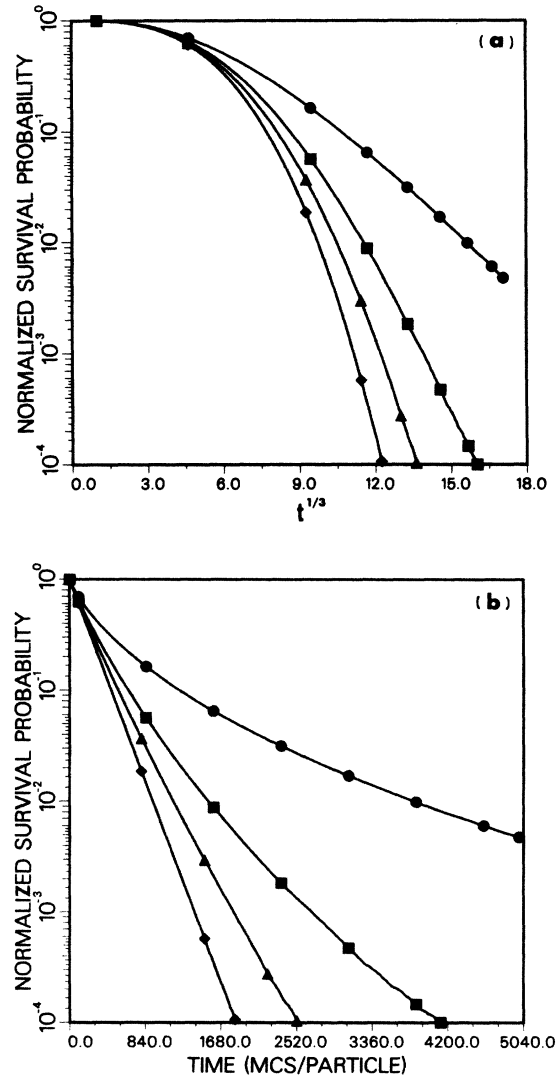 (a)
NORMALIZED SURVIVAL PROBABILITY
10^0
10^-1
10^-2
10^-3
10^-4
0.0 3.0 6.0 9.0 12.0 15.0 18.0
t^1/3
(b)
NORMALIZED SURVIVAL PROBABILITY
10^0
10^-1
10^-2
10^-3
10^-4
0.0 840.0 1680.0 2520.0 3360.0 4200.0 5040.0
TIME (MCS/PARTICLE)